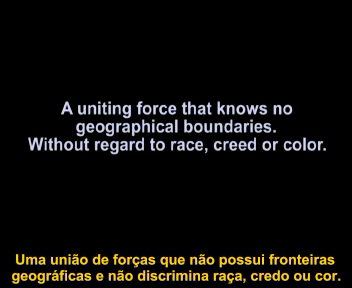 A uniting force that knows no
geographical boundaries.
Without regard to race, creed or color.
Uma união de forças que não possui fronteiras
geográficas e não discrimina raça, credo ou cor.